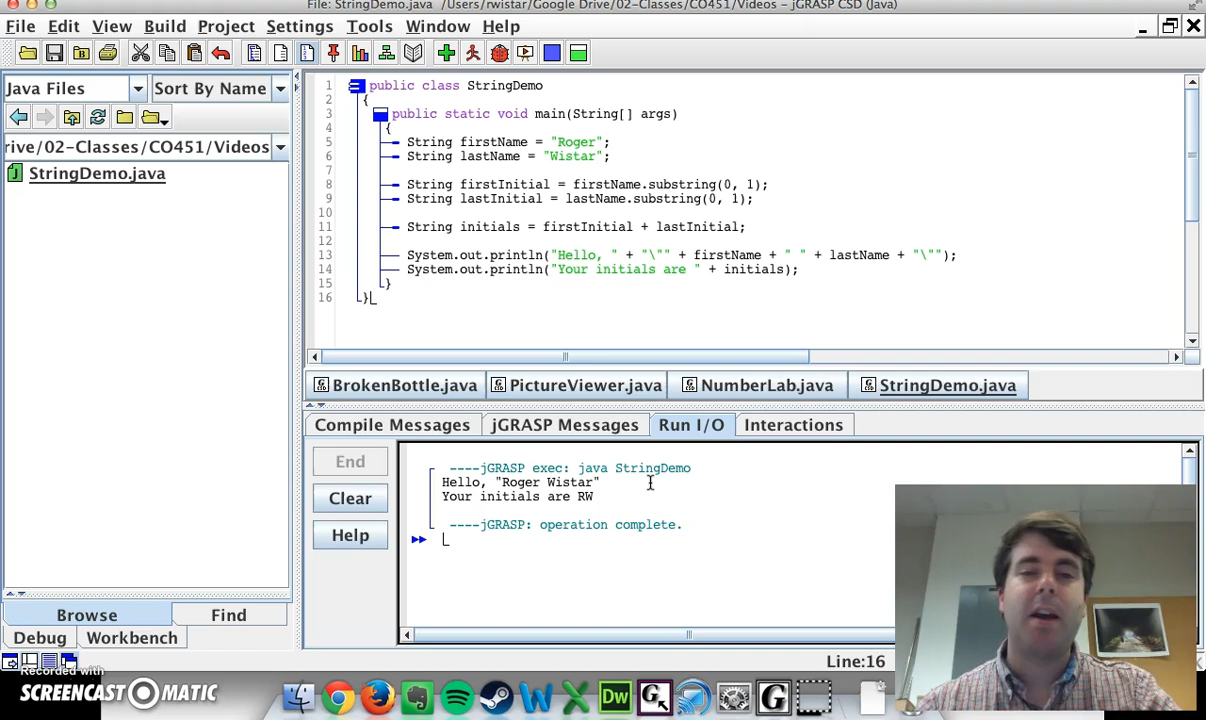 File: StringDemo.java /Users/rwistar/Google Drive/02-Classes/CO451/Videos - jGRASP CSD (Java)
File Edit View Build Project Settings Tools Window Help
Java Files Sort By Name
rive/02-Classes/CO451/Videos
StringDemo.java
1 public class StringDemo
2 {
3 public static void main(String[] args)
4 {
5 String firstName = "Roger";
6 String lastName = "Wistar";
7
8 String firstInitial = firstName.substring(0, 1);
9 String lastInitial = lastName.substring(0, 1);
10
11 String initials = firstInitial + lastInitial;
12
13 System.out.println("Hello, " + "\"" + firstName + " " + lastName + "\"");
14 System.out.println("Your initials are " + initials);
15 }
16 }
BrokenBottle.java PictureViewer.java NumberLab.java StringDemo.java
Compile Messages jGRASP Messages Run I/O Interactions
End
Clear
Help
----jGRASP exec: java StringDemo
Hello, "Roger Wistar"
Your initials are RW
----jGRASP: operation complete.
Browse Find
Debug Workbench
Line:16
Recorded with
SCREENCAST-O-MATIC
Dw